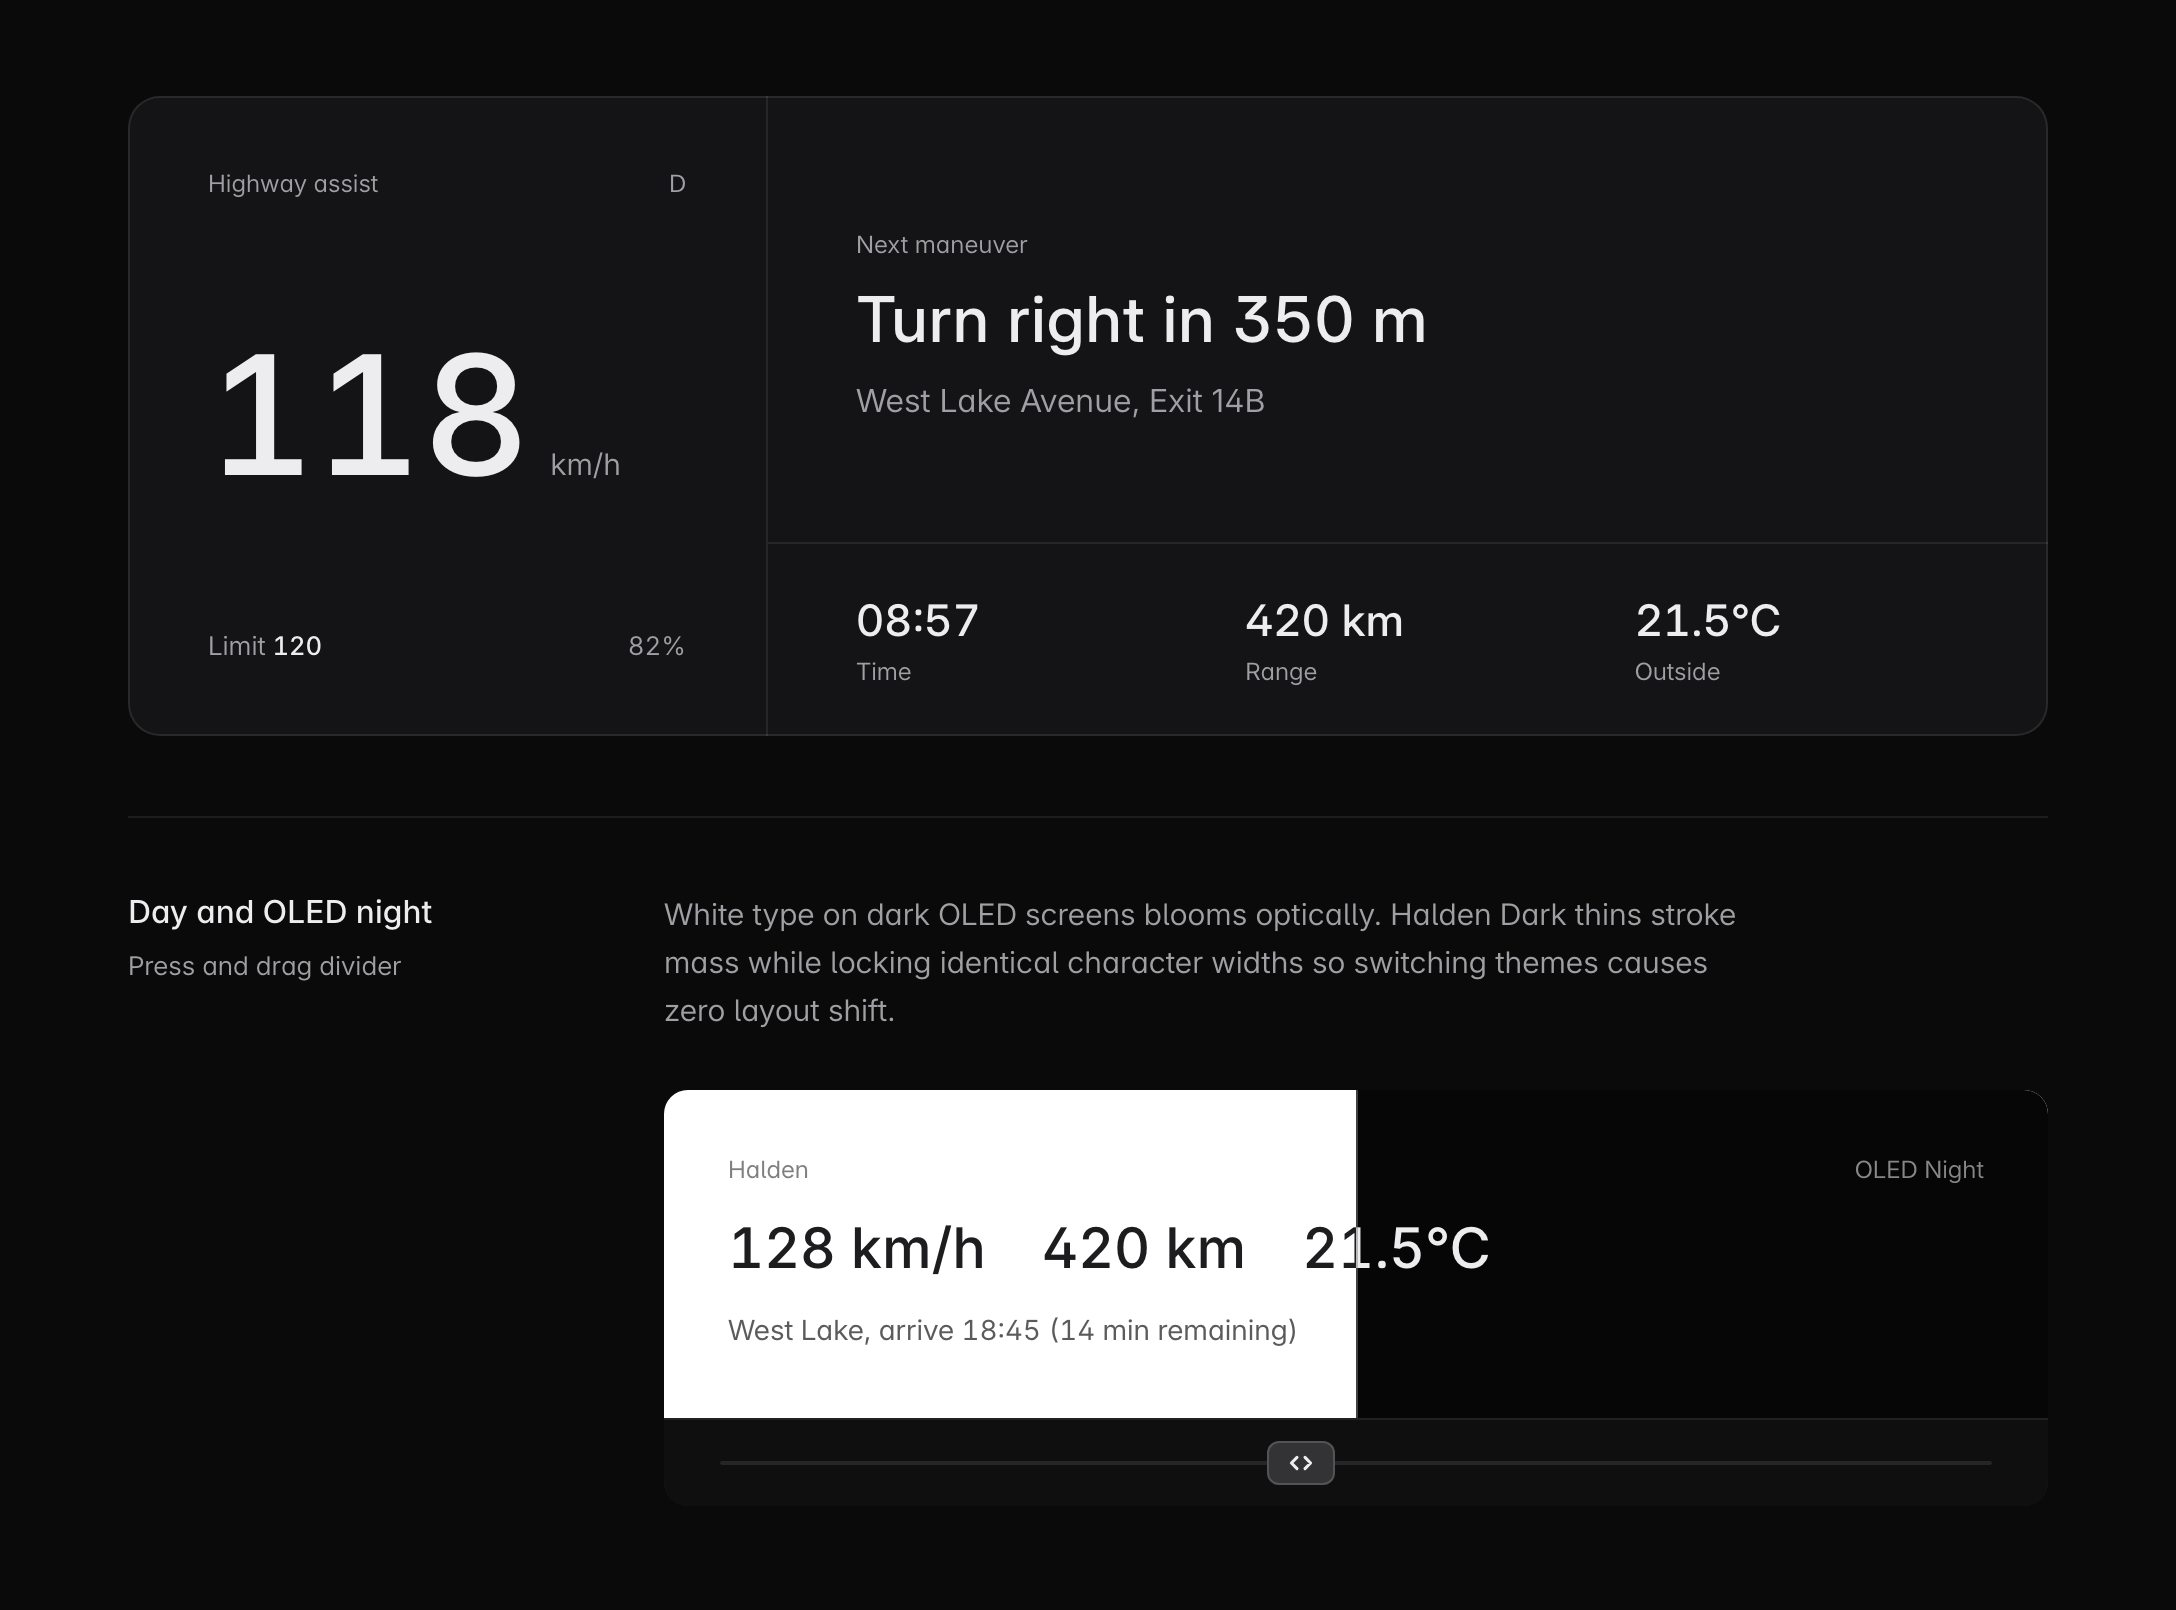 Highway assist
D
118 km/h
Limit 120
82%
Next maneuver
Turn right in 350 m
West Lake Avenue, Exit 14B
08:57
Time
420 km
Range
21.5°C
Outside
Day and OLED night
Press and drag divider
White type on dark OLED screens blooms optically. Halden Dark thins stroke
mass while locking identical character widths so switching themes causes
zero layout shift.
Halden
OLED Night
128 km/h 420 km 21.5°C
West Lake, arrive 18:45 (14 min remaining)